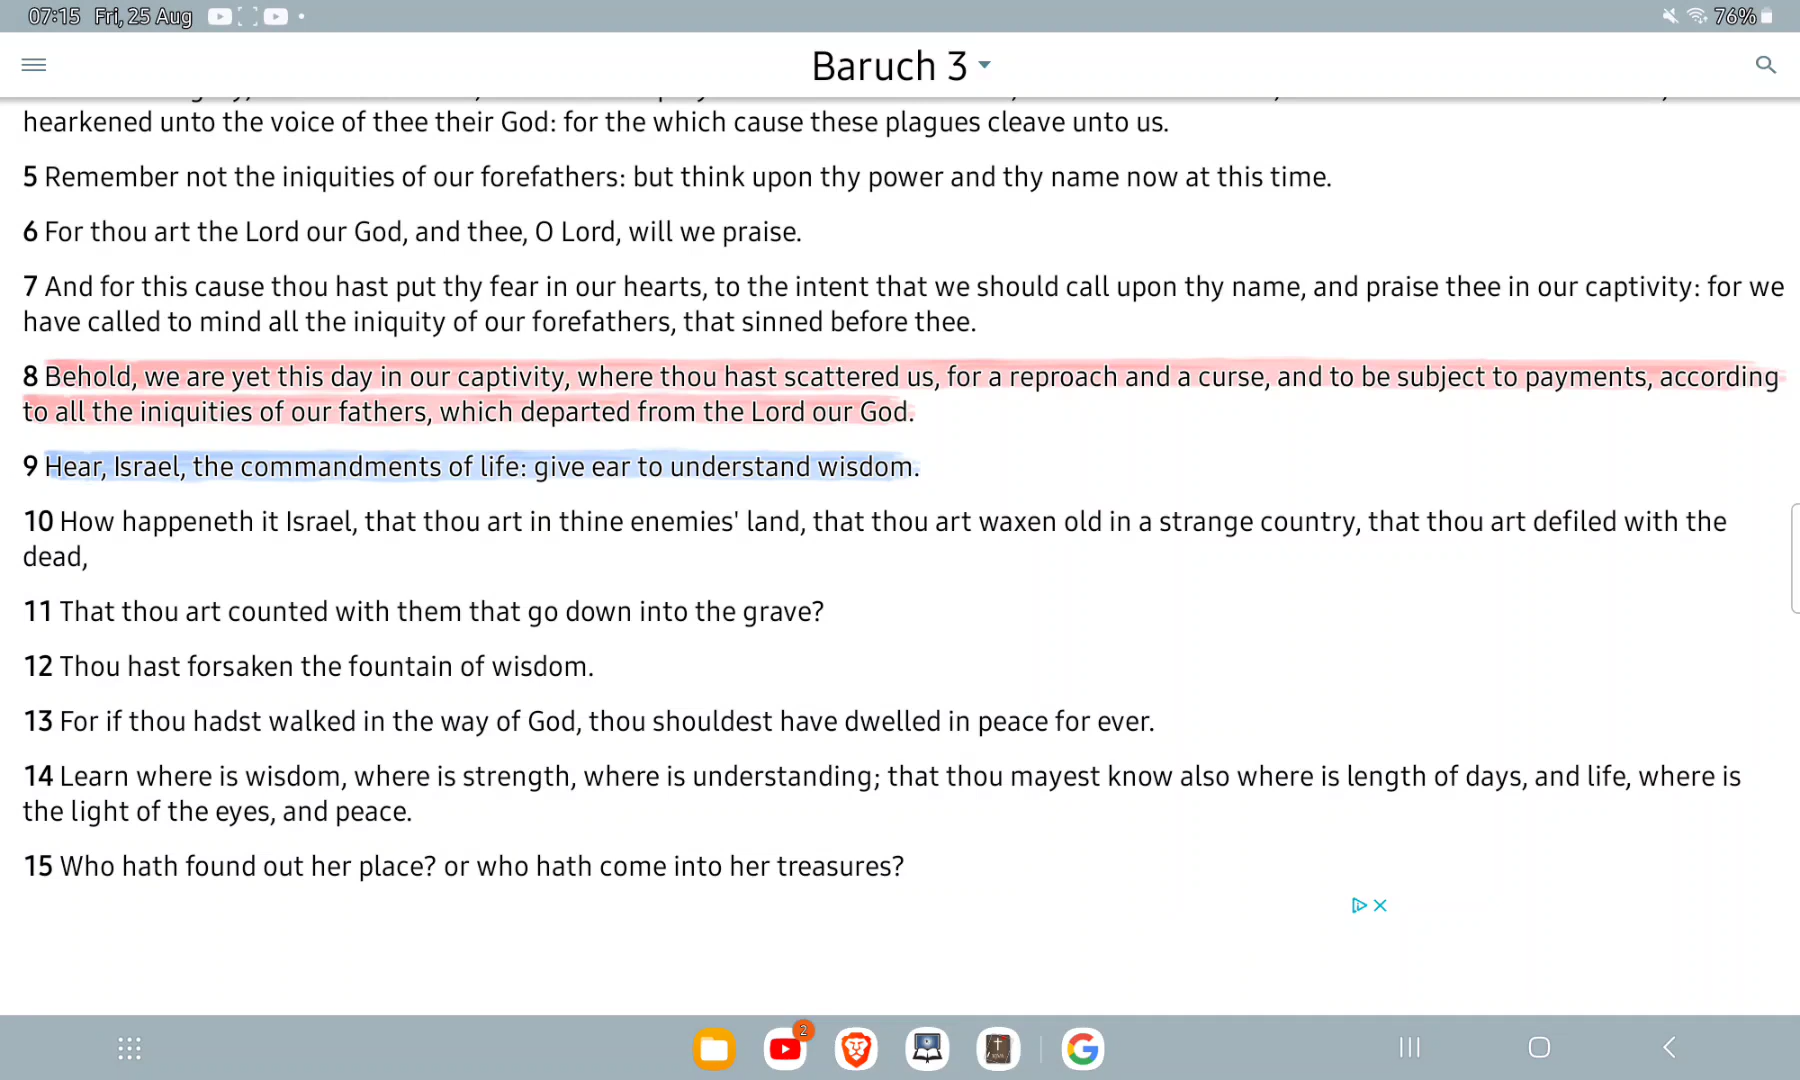 07:15 Fri, 25 Aug
76%
Baruch 3
hearkened unto the voice of thee their God: for the which cause these plagues cleave unto us.
5 Remember not the iniquities of our forefathers: but think upon thy power and thy name now at this time.
6 For thou art the Lord our God, and thee, O Lord, will we praise.
7 And for this cause thou hast put thy fear in our hearts, to the intent that we should call upon thy name, and praise thee in our captivity: for we
have called to mind all the iniquity of our forefathers, that sinned before thee.
8 Behold, we are yet this day in our captivity, where thou hast scattered us, for a reproach and a curse, and to be subject to payments, according
to all the iniquities of our fathers, which departed from the Lord our God.
9 Hear, Israel, the commandments of life: give ear to understand wisdom.
10 How happeneth it Israel, that thou art in thine enemies' land, that thou art waxen old in a strange country, that thou art defiled with the
dead,
11 That thou art counted with them that go down into the grave?
12 Thou hast forsaken the fountain of wisdom.
13 For if thou hadst walked in the way of God, thou shouldest have dwelled in peace for ever.
14 Learn where is wisdom, where is strength, where is understanding; that thou mayest know also where is length of days, and life, where is
the light of the eyes, and peace.
15 Who hath found out her place? or who hath come into her treasures?
2